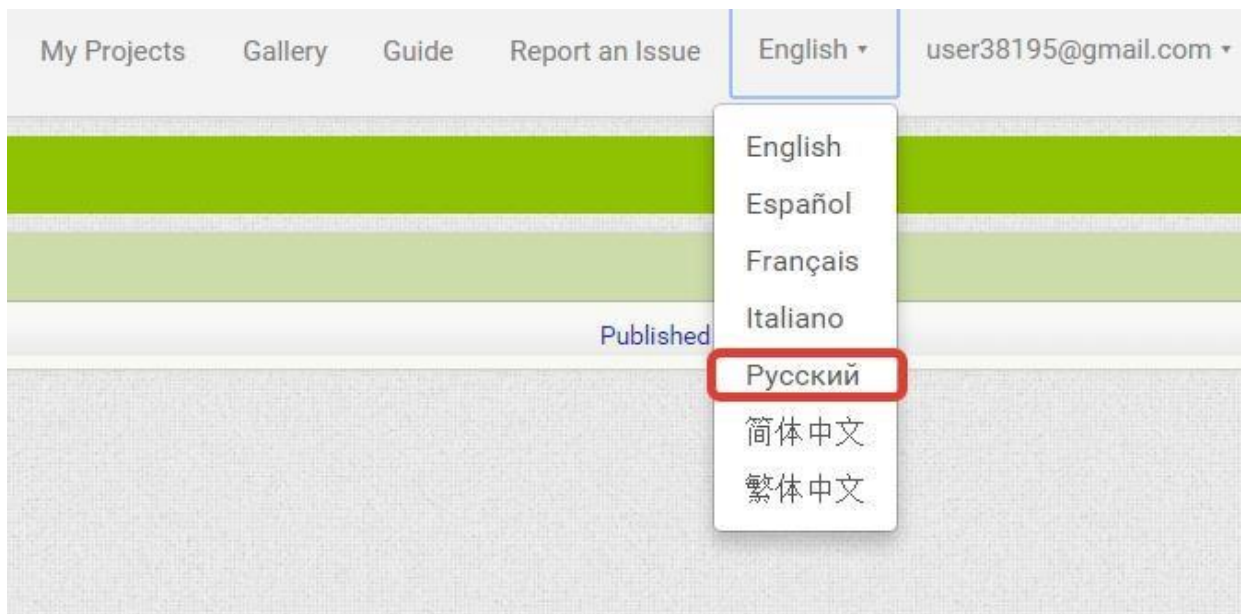 My Projects Gallery Guide Report an Issue English user38195@gmail.com
English
Español
Français
Italiano
Published
Русский
简体中文
繁体中文